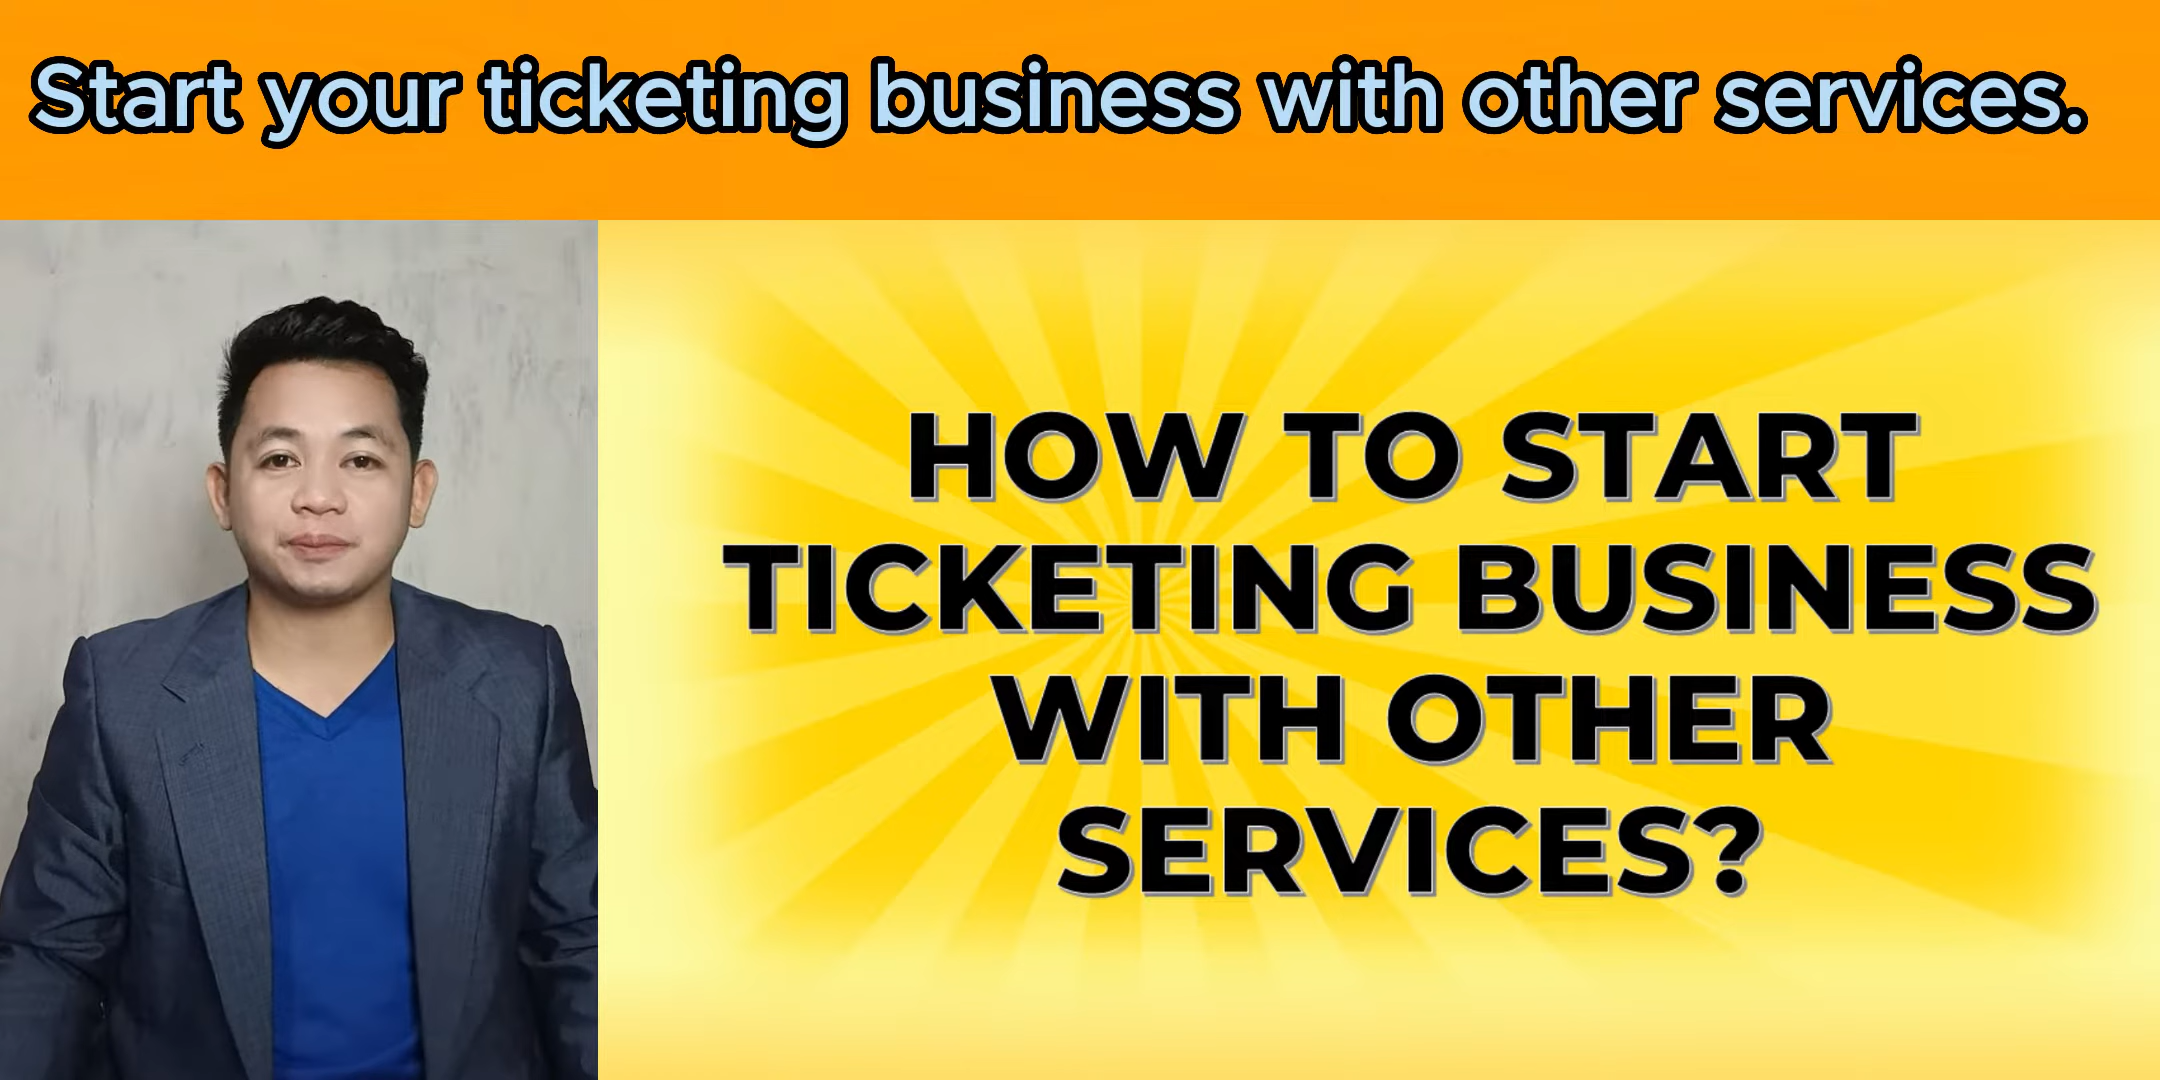 Start your ticketing business with other services.
HOW TO START
TICKETING BUSINESS
WITH OTHER
SERVICES?